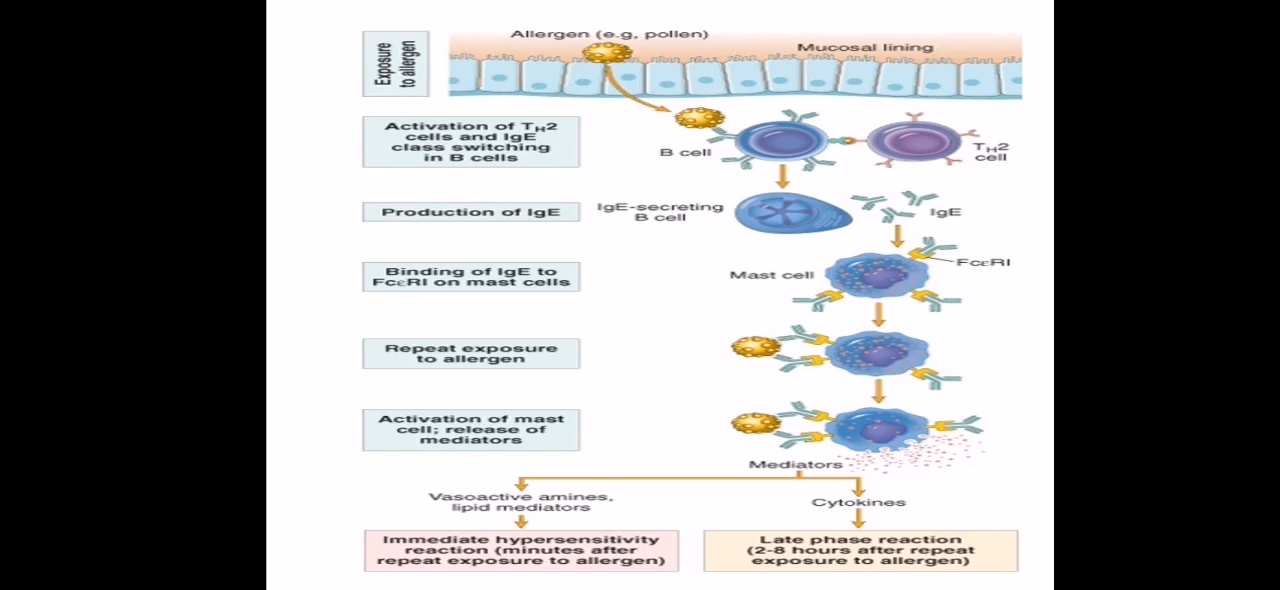 Exposure
to allergen
Allergen (e.g, pollen)
Mucosal lining
Activation of TH2
cells and IgE
class switching
in B cells
B cell
TH2
cell
Production of IgE
IgE-secreting
B cell
IgE
Binding of IgE to
FcεRI on mast cells
Mast cell
FcεRI
Repeat exposure
to allergen
Activation of mast
cell; release of
mediators
Mediators
Vasoactive amines,
lipid mediators
Cytokines
Immediate hypersensitivity
reaction (minutes after
repeat exposure to allergen)
Late phase reaction
(2-8 hours after repeat
exposure to allergen)